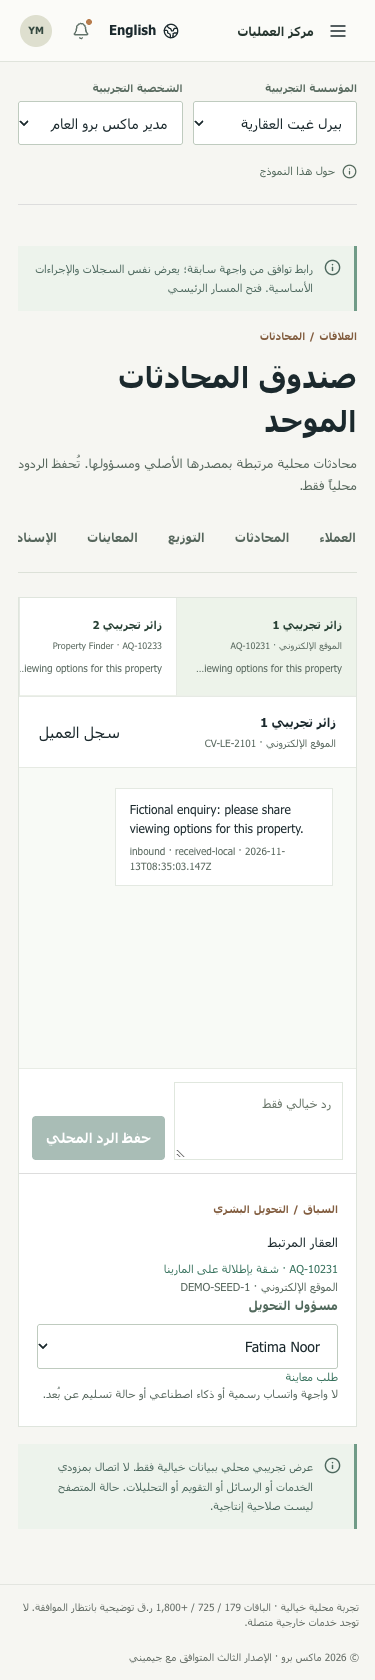 مركز العمليات
English
YM
المؤسسة التجريبية
الشخصية التجريبية
بيرل غيت العقارية
مدير ماكس برو العام
حول هذا النموذج
رابط توافق من واجهة سابقة؛ يعرض نفس السجلات والإجراءات
الأساسية. فتح المسار الرئيسي
العلاقات / المحادثات
صندوق المحادثات
الموحد
محادثات محلية مرتبطة بمصدرها الأصلي ومسؤولها. تُحفظ الردود
محلياً فقط.
العملاء
المحادثات
التوزيع
المعاينات
الإسناد
زائر تجريبي 1
الموقع الإلكتروني · AQ-10231
...iewing options for this property
زائر تجريبي 2
Property Finder · AQ-10233
...iewing options for this property
زائر تجريبي 1
الموقع الإلكتروني · CV-LE-2101
سجل العميل
Fictional enquiry: please share
viewing options for this property.
inbound · received-local · 2026-11-
13T08:35:03.147Z
رد خيالي فقط
حفظ الرد المحلي
السياق / التحويل البشري
العقار المرتبط
AQ-10231 · شقة بإطلالة على المارينا
الموقع الإلكتروني · DEMO-SEED-1
مسؤول التحويل
Fatima Noor
طلب معاينة
لا واجهة واتساب رسمية أو ذكاء اصطناعي أو حالة تسليم عن بُعد.
عرض تجريبي محلي ببيانات خيالية فقط. لا اتصال بمزودي
الخدمات أو الرسائل أو التقويم أو التحليلات. حالة المتصفح
ليست صلاحية إنتاجية.
تجربة محلية خيالية · الباقات 179 / 725 / +1,800 ر.ق توضيحية بانتظار الموافقة. لا
توجد خدمات خارجية متصلة.
© 2026 ماكس برو · الإصدار الثالث المتوافق مع جيميني